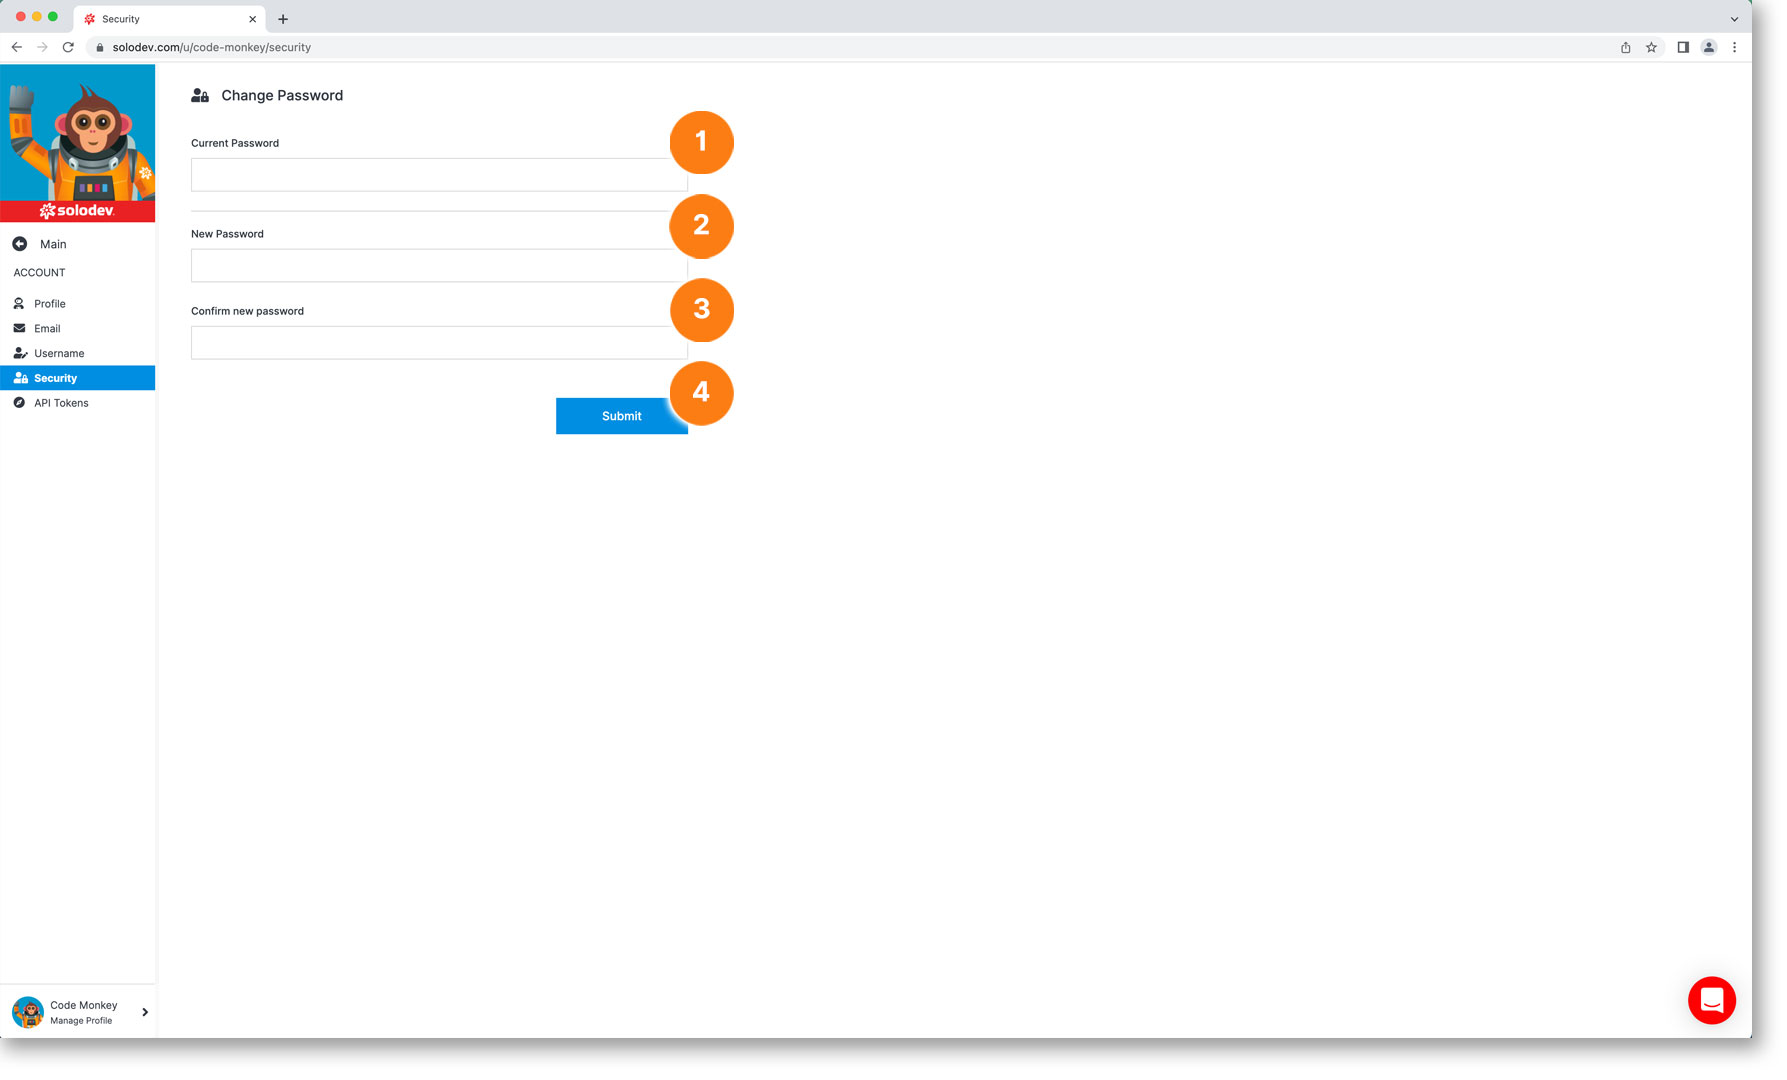 Security
solodev.com/u/code-monkey/security
solodev
Main
ACCOUNT
Profile
Email
Username
Security
API Tokens
Change Password
Current Password
1
2
New Password
3
Confirm new password
4
Submit
Code Monkey
Manage Profile